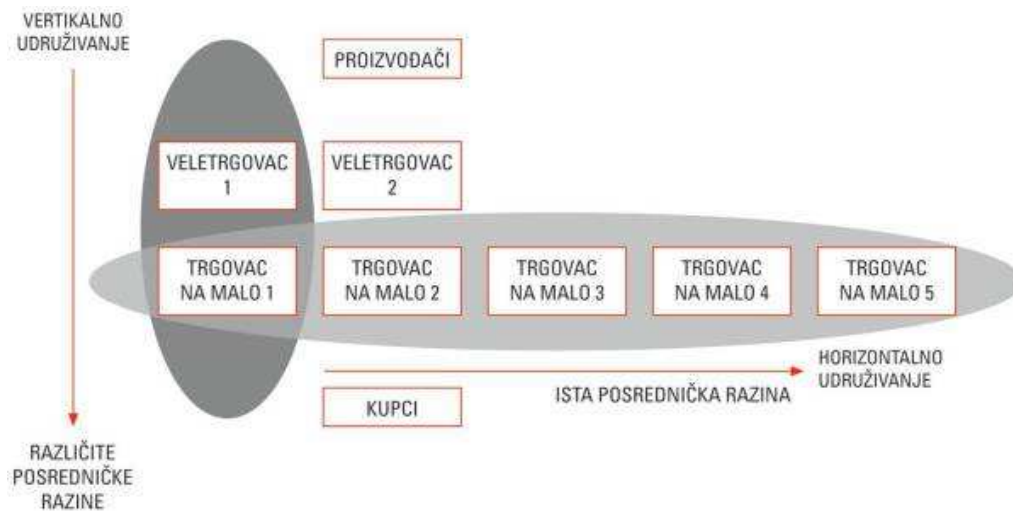 VERTIKALNO
UDRUŽIVANJE
PROIZVOĐAČI
VELETRGOVAC
1
VELETRGOVAC
2
TRGOVAC
NA MALO 1
TRGOVAC
NA MALO 2
TRGOVAC
NA MALO 3
TRGOVAC
NA MALO 4
TRGOVAC
NA MALO 5
HORIZONTALNO
UDRUŽIVANJE
ISTA POSREDNIČKA RAZINA
KUPCI
RAZLIČITE
POSREDNIČKE
RAZINE